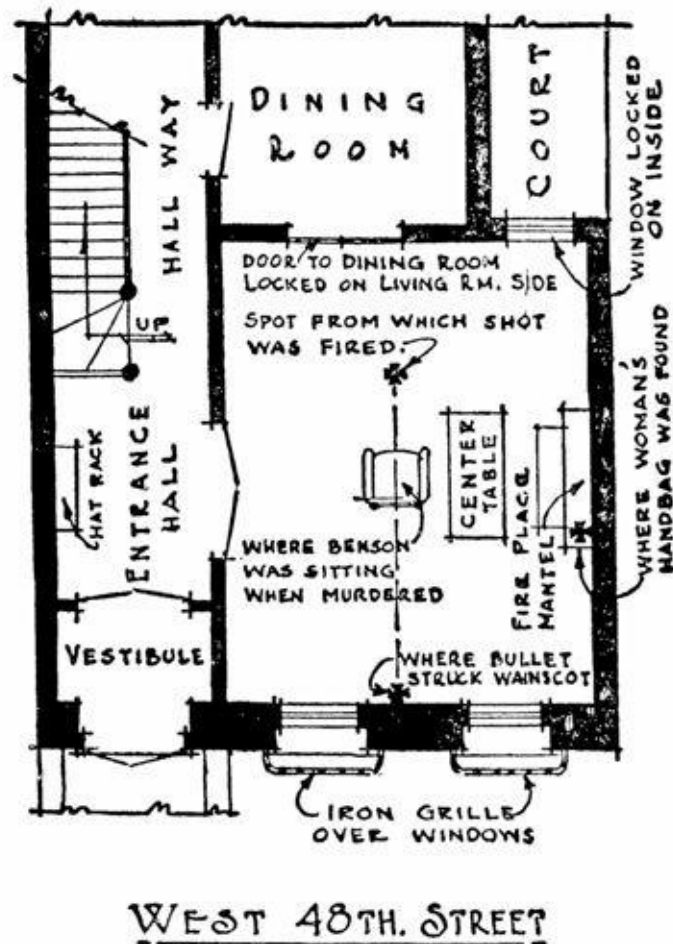 DINING
ROOM
COURT
HALL WAY
WINDOW LOCKED
ON INSIDE
DOOR TO DINING ROOM
LOCKED ON LIVING RM. SIDE
SPOT FROM WHICH SHOT
WAS FIRED.
UP
ENTRANCE
HALL
HAT RACK
CENTER
TABLE
FIRE PLACE
MANTEL
WHERE WOMAN'S
HANDBAG WAS FOUND
WHERE BENSON
WAS SITTING
WHEN MURDERED
VESTIBULE
WHERE BULLET
STRUCK WAINSCOT
IRON GRILLE
OVER WINDOWS
WEST 48TH. STREET